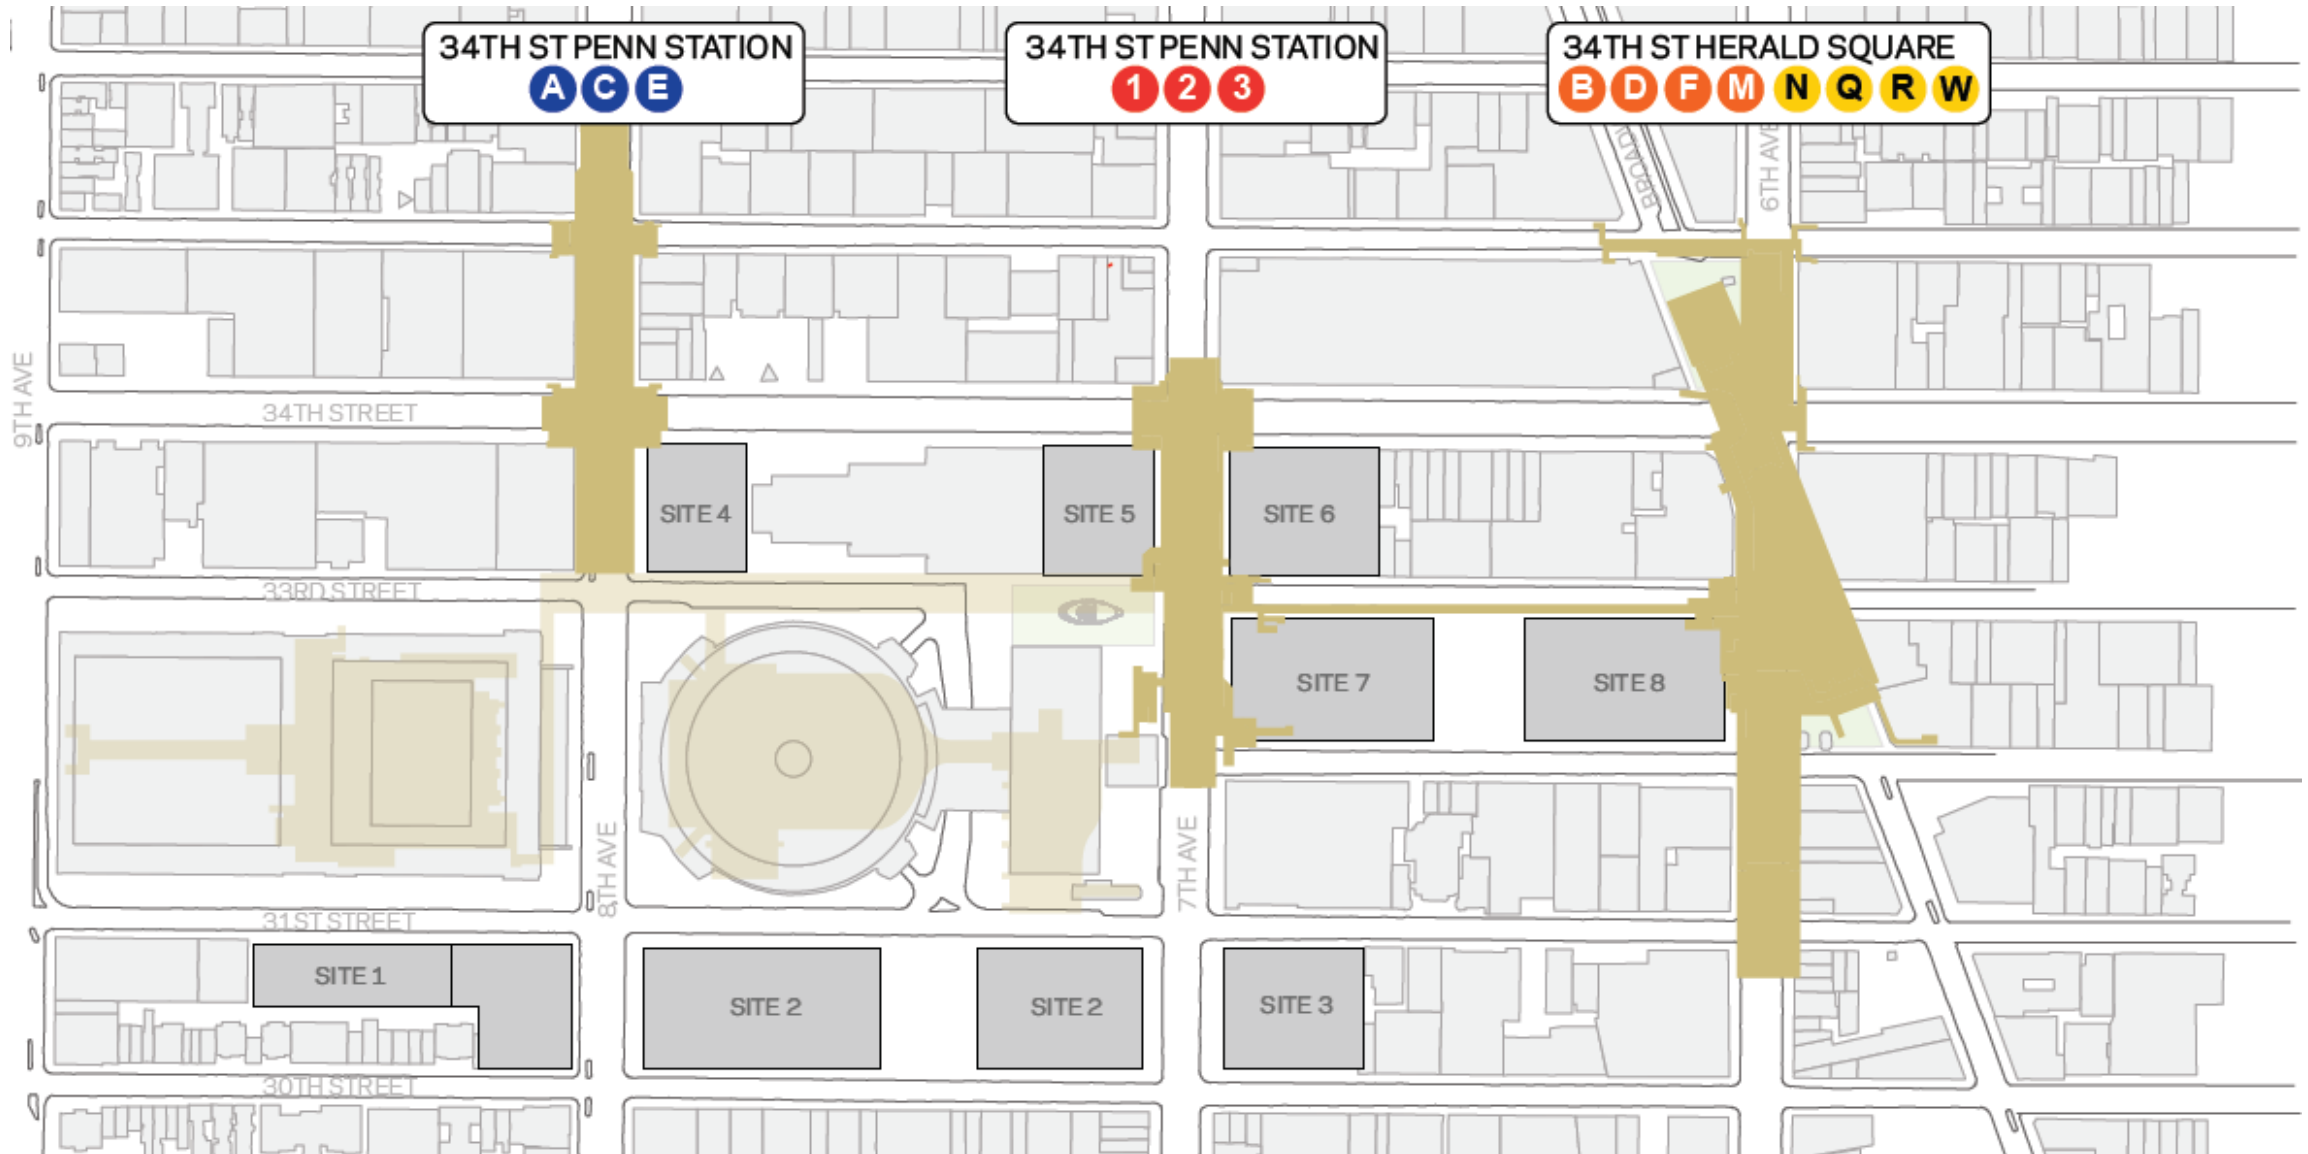 34TH ST PENN STATION
A C E
34TH ST PENN STATION
1 2 3
34TH ST HERALD SQUARE
B D F M N Q R W
BROADW
6TH AVE
9TH AVE
34TH STREET
SITE 4
SITE 5
SITE 6
33RD STREET
SITE 7
SITE 8
8TH AVE
7TH AVE
31ST STREET
SITE 1
SITE 2
SITE 2
SITE 3
30TH STREET